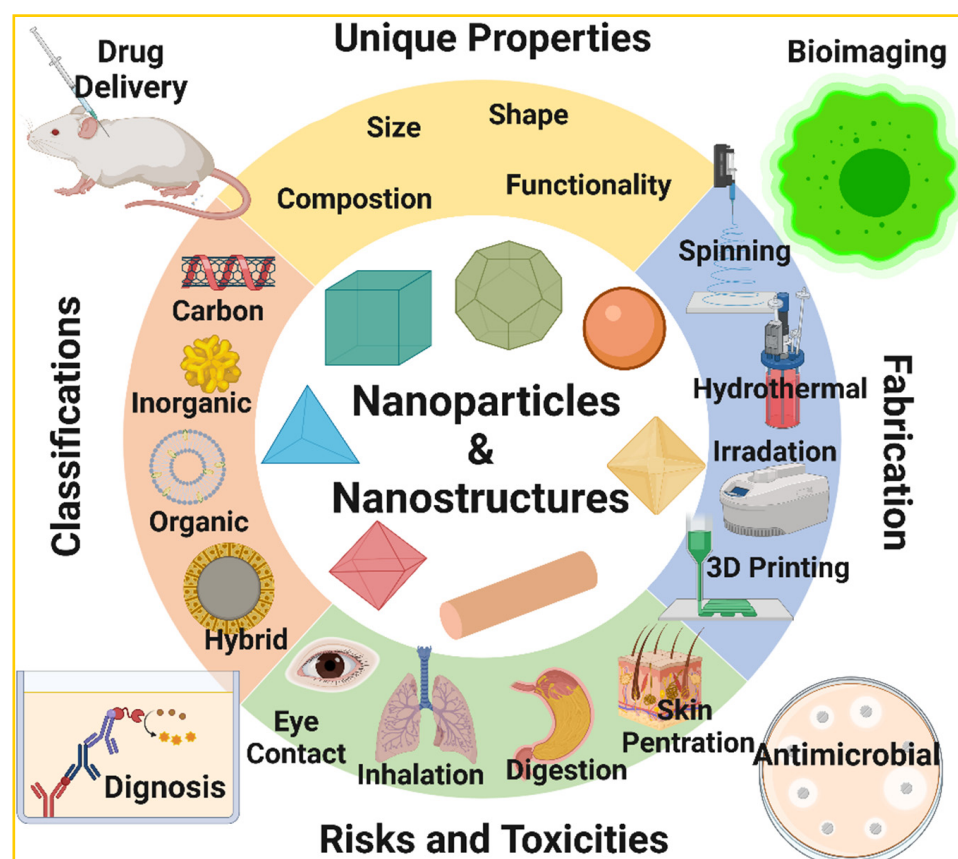 Drug
Delivery
Unique Properties
Bioimaging
Size
Shape
Compostion
Functionality
Classifications
Carbon
Inorganic
Organic
Hybrid
Nanoparticles
&
Nanostructures
Spinning
Hydrothermal
Irradation
3D Printing
Fabrication
Eye
Contact
Inhalation
Digestion
Skin
Pentration
Dignosis
Antimicrobial
Risks and Toxicities